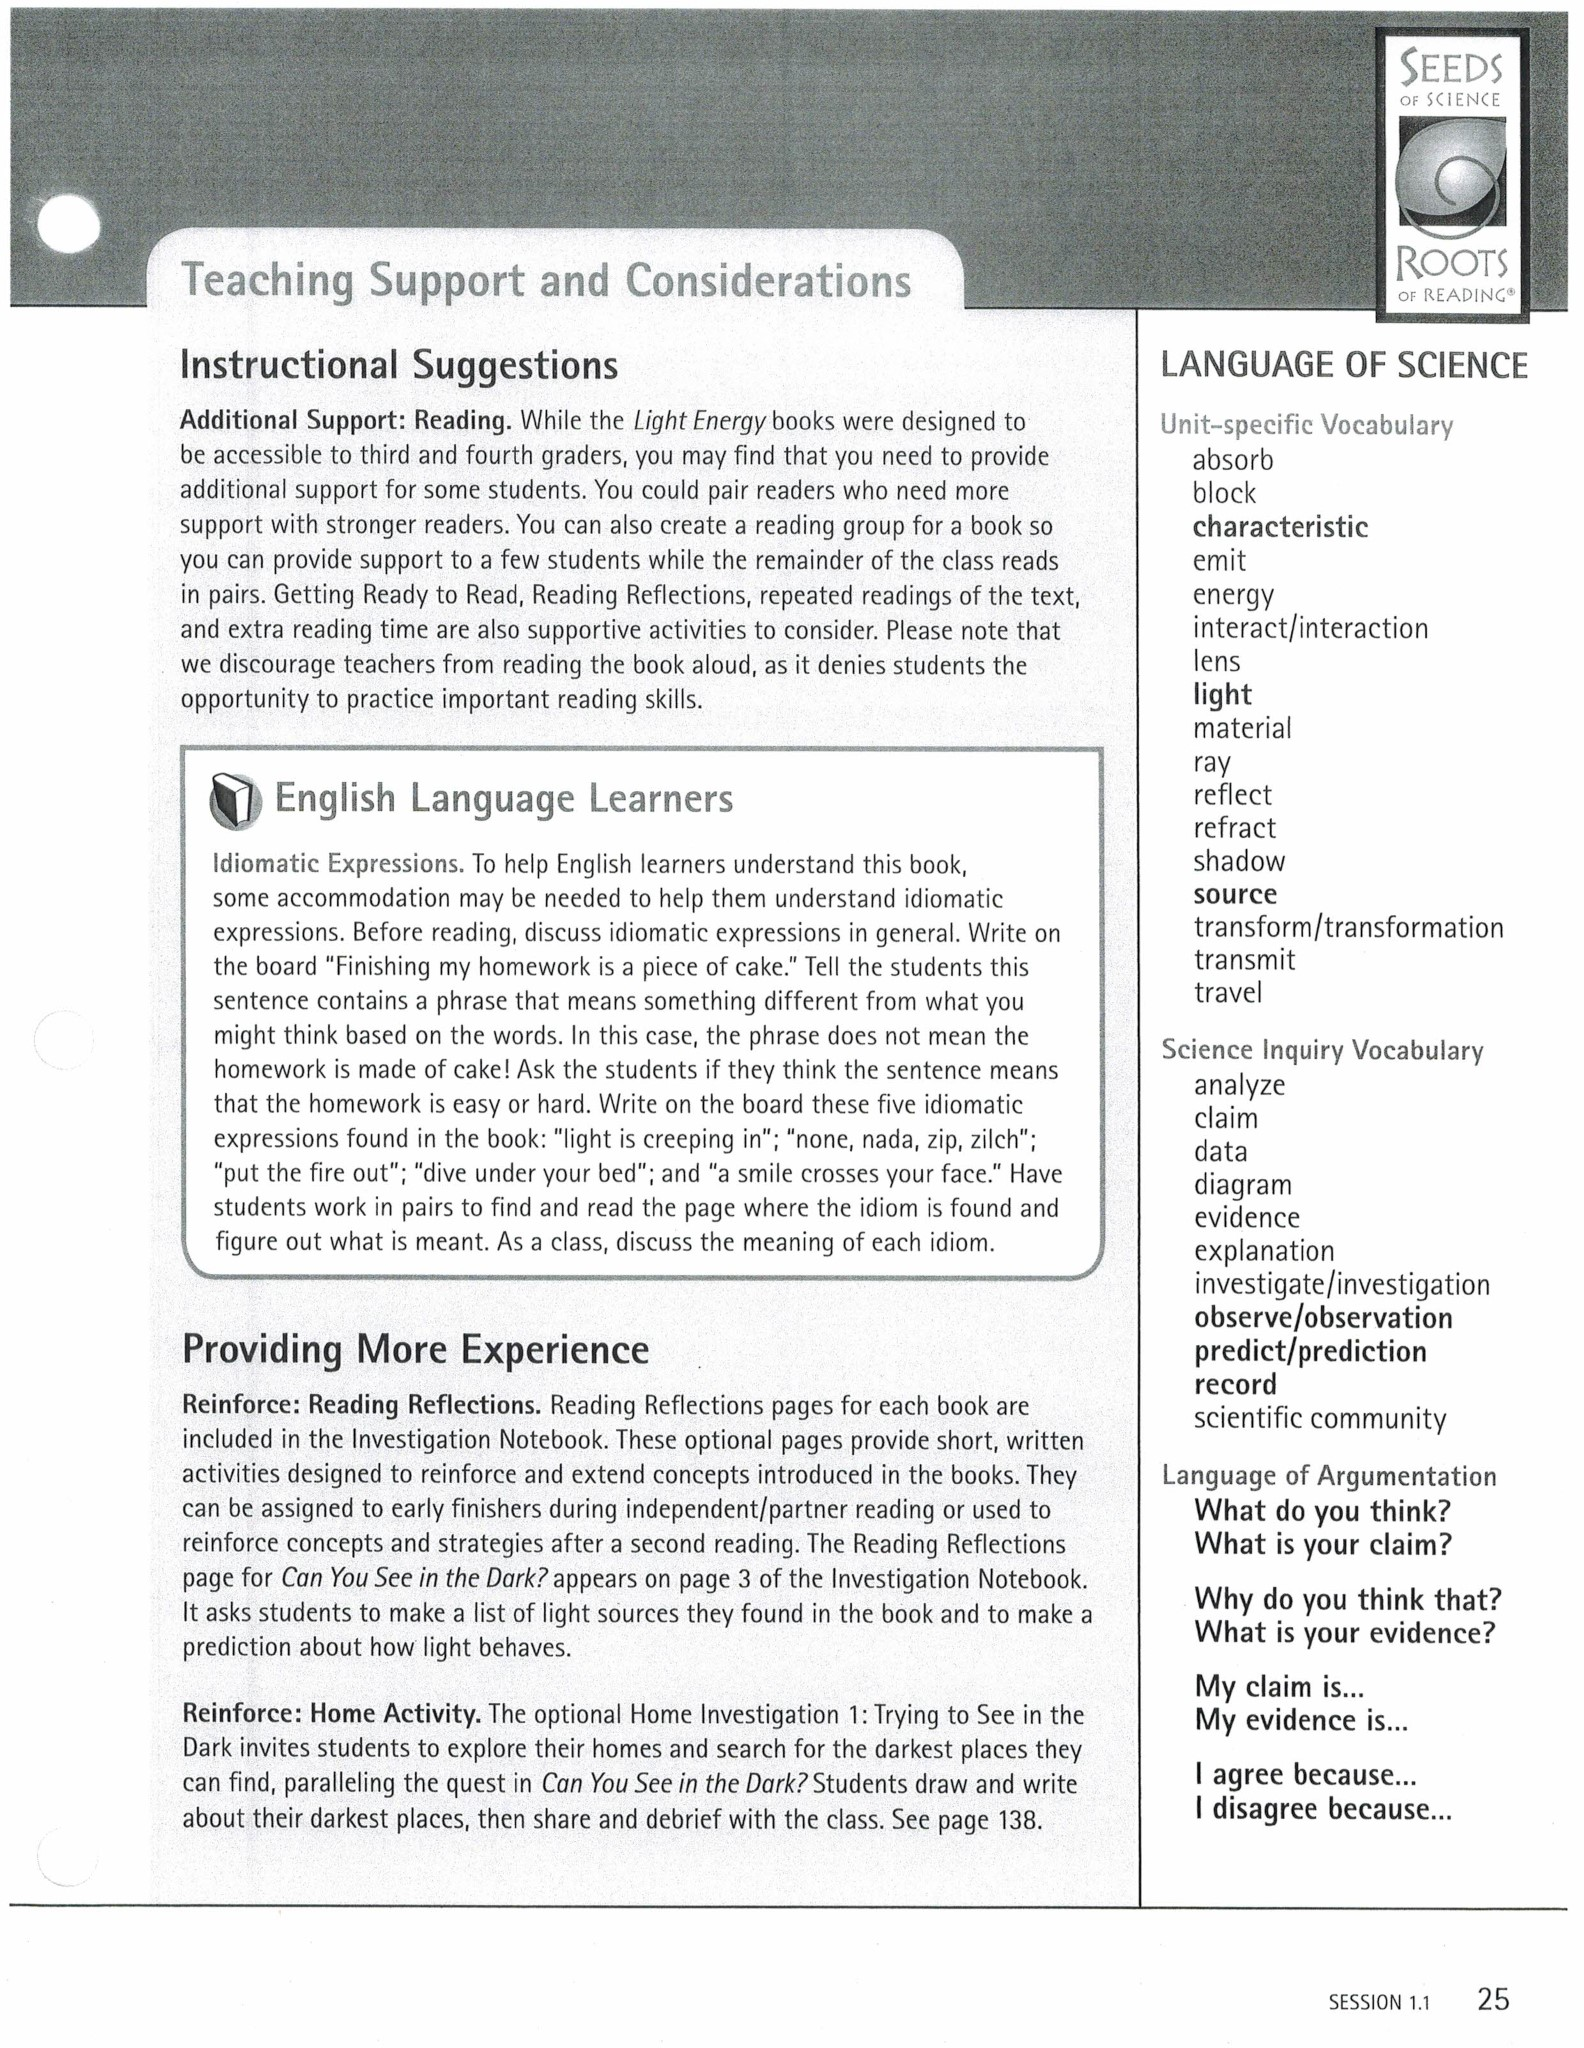 SEEDS
OF SCIENCE
ROOTS
OF READING®
Teaching Support and Considerations
Instructional Suggestions
Additional Support: Reading. While the Light Energy books were designed to
be accessible to third and fourth graders, you may find that you need to provide
additional support for some students. You could pair readers who need more
support with stronger readers. You can also create a reading group for a book so
you can provide support to a few students while the remainder of the class reads
in pairs. Getting Ready to Read, Reading Reflections, repeated readings of the text,
and extra reading time are also supportive activities to consider. Please note that
we discourage teachers from reading the book aloud, as it denies students the
opportunity to practice important reading skills.
English Language Learners
Idiomatic Expressions. To help English learners understand this book,
some accommodation may be needed to help them understand idiomatic
expressions. Before reading, discuss idiomatic expressions in general. Write on
the board "Finishing my homework is a piece of cake." Tell the students this
sentence contains a phrase that means something different from what you
might think based on the words. In this case, the phrase does not mean the
homework is made of cake! Ask the students if they think the sentence means
that the homework is easy or hard. Write on the board these five idiomatic
expressions found in the book: "light is creeping in"; "none, nada, zip, zilch";
"put the fire out"; "dive under your bed"; and "a smile crosses your face." Have
students work in pairs to find and read the page where the idiom is found and
figure out what is meant. As a class, discuss the meaning of each idiom.
Providing More Experience
Reinforce: Reading Reflections. Reading Reflections pages for each book are
included in the Investigation Notebook. These optional pages provide short, written
activities designed to reinforce and extend concepts introduced in the books. They
can be assigned to early finishers during independent/partner reading or used to
reinforce concepts and strategies after a second reading. The Reading Reflections
page for Can You See in the Dark? appears on page 3 of the Investigation Notebook.
It asks students to make a list of light sources they found in the book and to make a
prediction about how light behaves.
Reinforce: Home Activity. The optional Home Investigation 1: Trying to See in the
Dark invites students to explore their homes and search for the darkest places they
can find, paralleling the quest in Can You See in the Dark? Students draw and write
about their darkest places, then share and debrief with the class. See page 138.
LANGUAGE OF SCIENCE
Unit-specific Vocabulary
absorb
block
characteristic
emit
energy
interact/interaction
lens
light
material
ray
reflect
refract
shadow
source
transform/transformation
transmit
travel
Science Inquiry Vocabulary
analyze
claim
data
diagram
evidence
explanation
investigate/investigation
observe/observation
predict/prediction
record
scientific community
Language of Argumentation
What do you think?
What is your claim?
Why do you think that?
What is your evidence?
My claim is...
My evidence is...
I agree because...
I disagree because...
SESSION 1.1 25